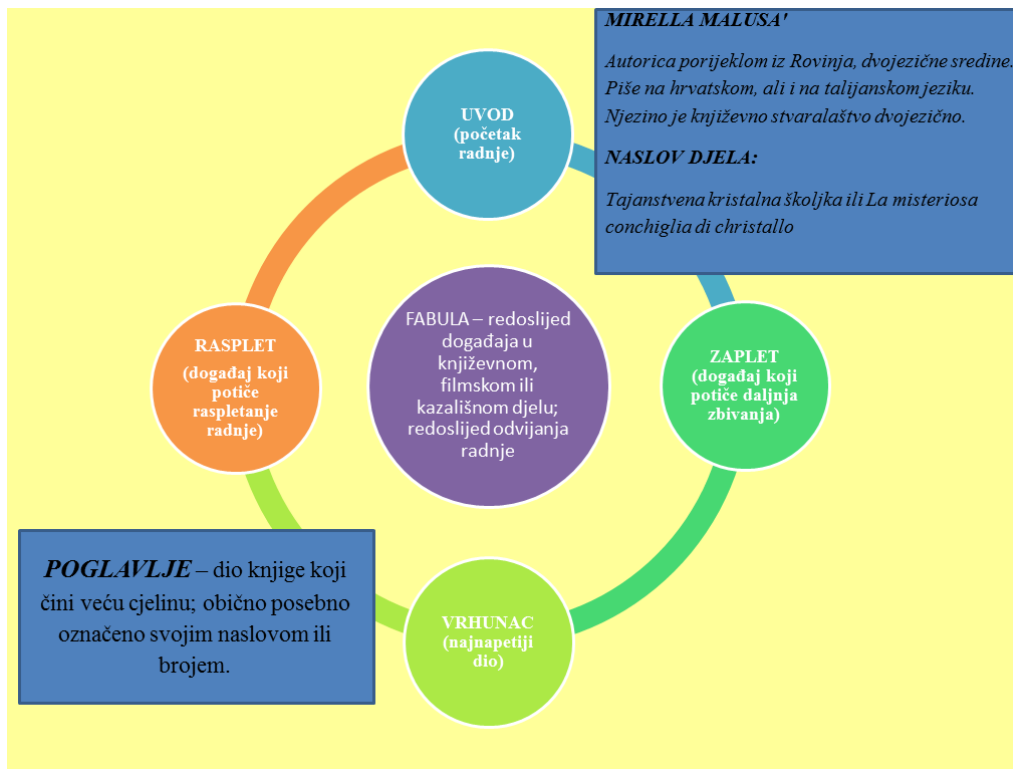 MIRELLA MALUSA'
Autorica porijeklom iz Rovinja, dvojezične sredine.
Piše na hrvatskom, ali i na talijanskom jeziku.
Njezino je književno stvaralaštvo dvojezično.
NASLOV DJELA:
Tajanstvena kristalna školjka ili La misteriosa
conchiglia di christallo
UVOD
(početak
radnje)
FABULA – redoslijed
događaja u
književnom,
filmskom ili
kazališnom djelu;
redoslijed odvijanja
radnje
ZAPLET
(događaj koji
potiče daljnja
zbivanja)
VRHUNAC
(najnapetiji
dio)
RASPLET
(događaj koji
potiče
raspletanje
radnje)
POGLAVLJE – dio knjige koji
čini veću cjelinu; obično posebno
označeno svojim naslovom ili
brojem.